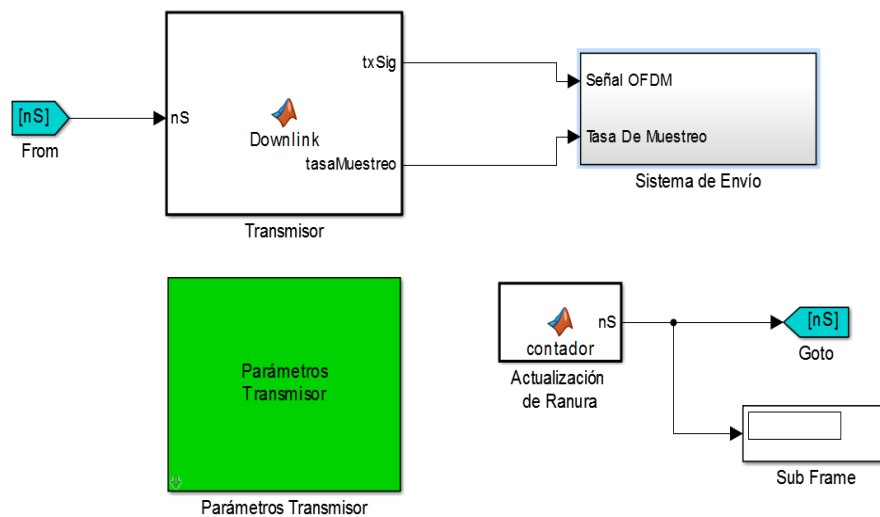 txSig
Señal OFDM
[nS]
nS
Downlink
From
Tasa De Muestreo
tasaMuestreo
Sistema de Envío
Transmisor
nS
[nS]
contador
Goto
Parámetros
Transmisor
Actualización
de Ranura
Sub Frame
Parámetros Transmisor